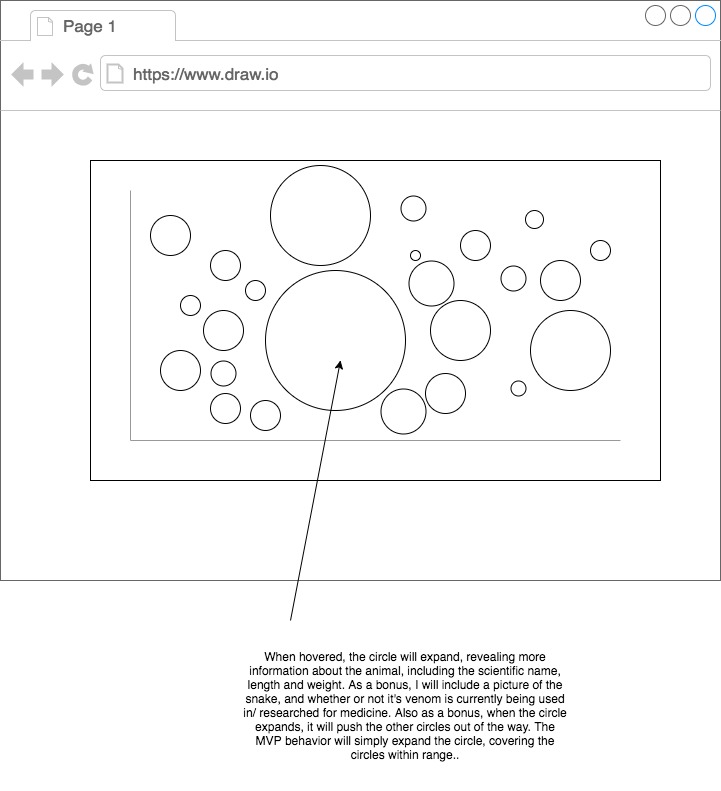 Page 1
https://www.draw.io
When hovered, the circle will expand, revealing more
information about the animal, including the scientific name,
length and weight. As a bonus, I will include a picture of the
snake, and whether or not it's venom is currently being used
in/ researched for medicine. Also as a bonus, when the circle
expands, it will push the other circles out of the way. The
MVP behavior will simply expand the circle, covering the
circles within range..